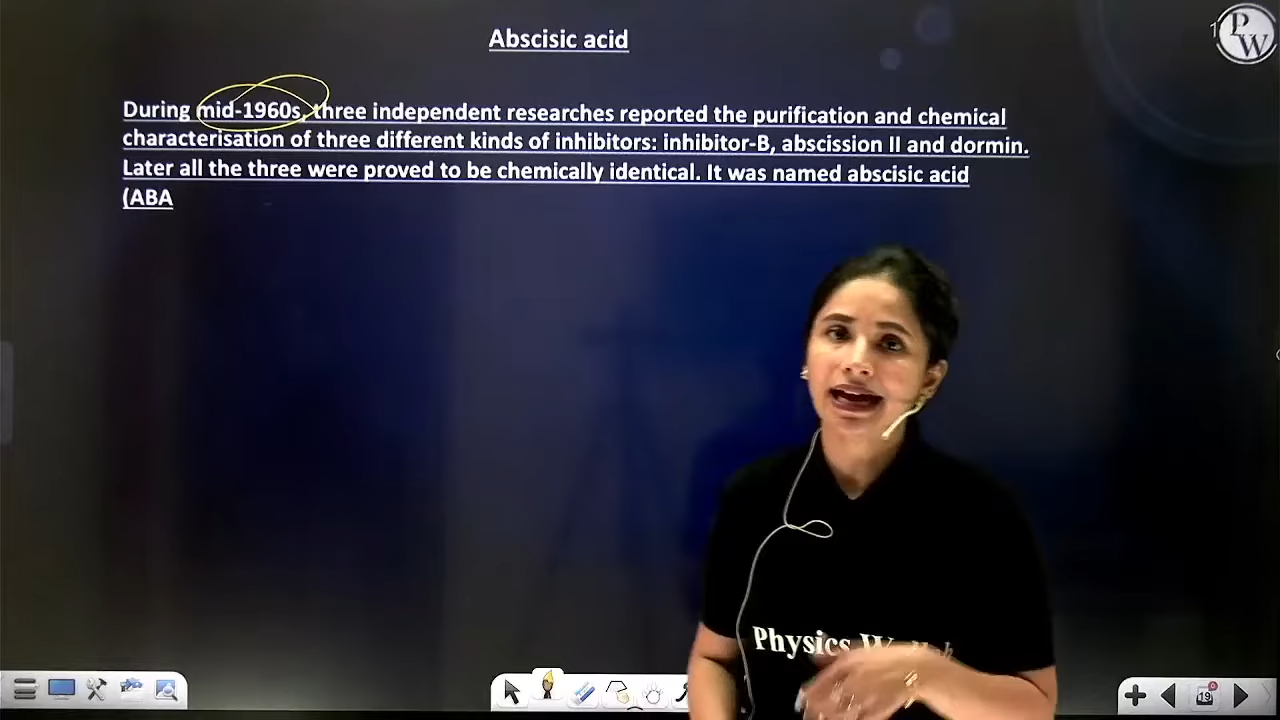 Abscisic acid
During mid-1960s, three independent researches reported the purification and chemical
characterisation of three different kinds of inhibitors: inhibitor-B, abscission II and dormin.
Later all the three were proved to be chemically identical. It was named abscisic acid
(ABA
P
W
Physics
19